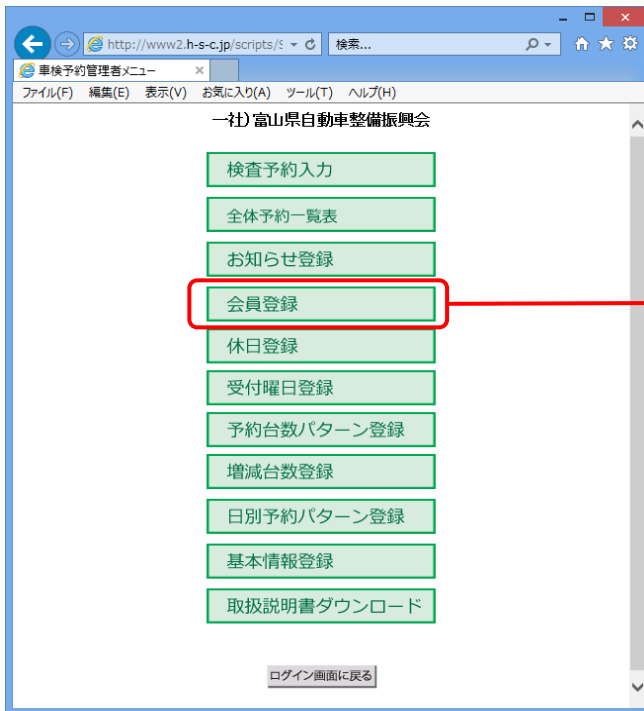 http://www2.h-s-c.jp/scripts/S
検索...
車検予約管理者メニュー
ファイル(F) 編集(E) 表示(V) お気に入り(A) ツール(T) ヘルプ(H)
一社)富山県自動車整備振興会
検査予約入力
全体予約一覧表
お知らせ登録
会員登録
休日登録
受付曜日登録
予約台数パターン登録
増減台数登録
日別予約パターン登録
基本情報登録
取扱説明書ダウンロード
ログイン画面に戻る